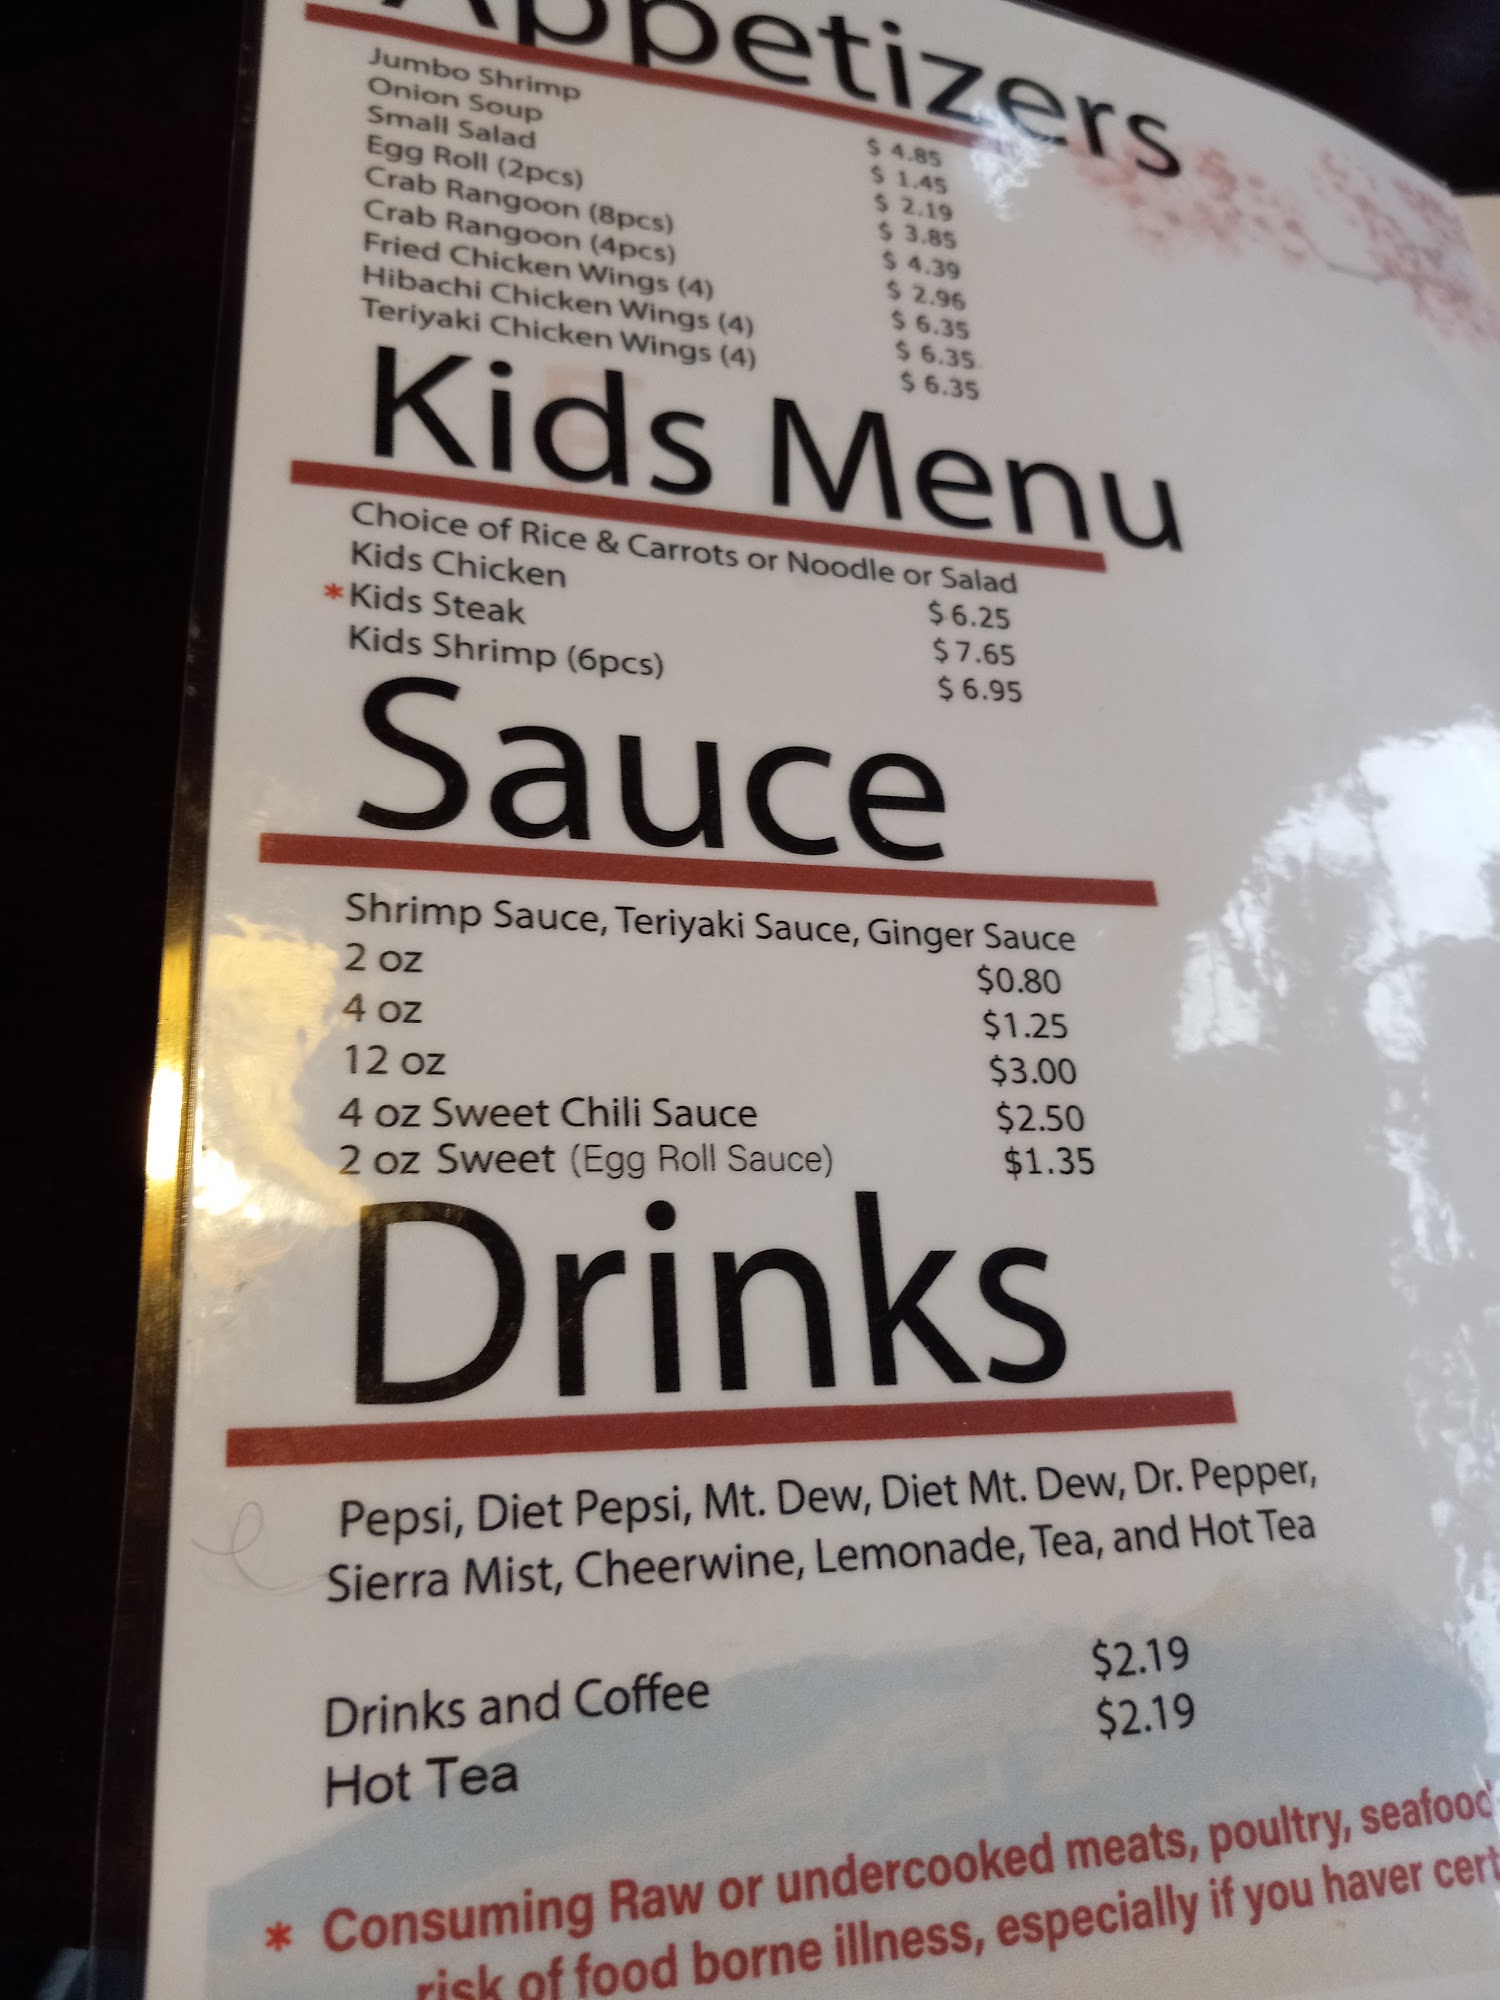 Appetizers
Jumbo Shrimp $ 4.85
Onion Soup $ 1.45
Small Salad $ 2.19
Egg Roll (2pcs) $ 3.85
Crab Rangoon (8pcs) $ 4.39
Crab Rangoon (4pcs) $ 2.96
Fried Chicken Wings (4) $ 6.35
Hibachi Chicken Wings (4) $ 6.35
Teriyaki Chicken Wings (4) $ 6.35
Kids Menu
Choice of Rice & Carrots or Noodle or Salad
Kids Chicken $ 6.25
*Kids Steak $ 7.65
Kids Shrimp (6pcs) $ 6.95
Sauce
Shrimp Sauce, Teriyaki Sauce, Ginger Sauce
2 oz $0.80
4 oz $1.25
12 oz $3.00
4 oz Sweet Chili Sauce $2.50
2 oz Sweet (Egg Roll Sauce) $1.35
Drinks
Pepsi, Diet Pepsi, Mt. Dew, Diet Mt. Dew, Dr. Pepper,
Sierra Mist, Cheerwine, Lemonade, Tea, and Hot Tea
Drinks and Coffee $2.19
Hot Tea $2.19
* Consuming Raw or undercooked meats, poultry, seafood
risk of food borne illness, especially if you haver cert